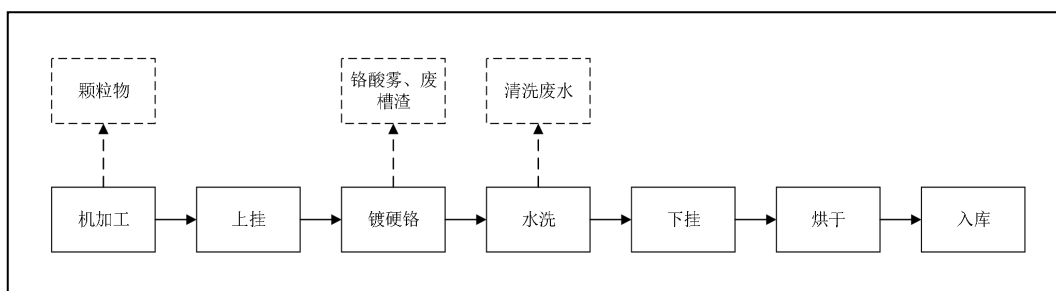 颗粒物
铬酸雾、废
槽渣
清洗废水
机加工
上挂
镀硬铬
水洗
下挂
烘干
入库